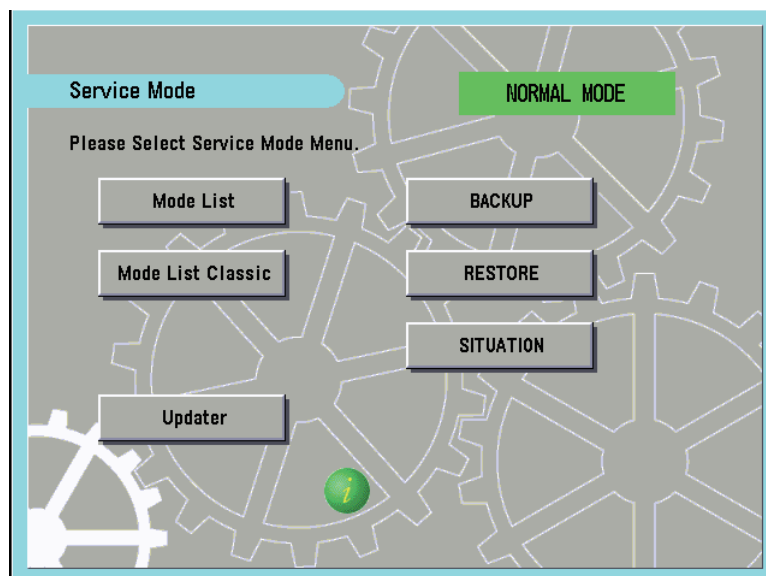 Service Mode
NORMAL MODE
Please Select Service Mode Menu.
Mode List
BACKUP
Mode List Classic
RESTORE
SITUATION
Updater
i